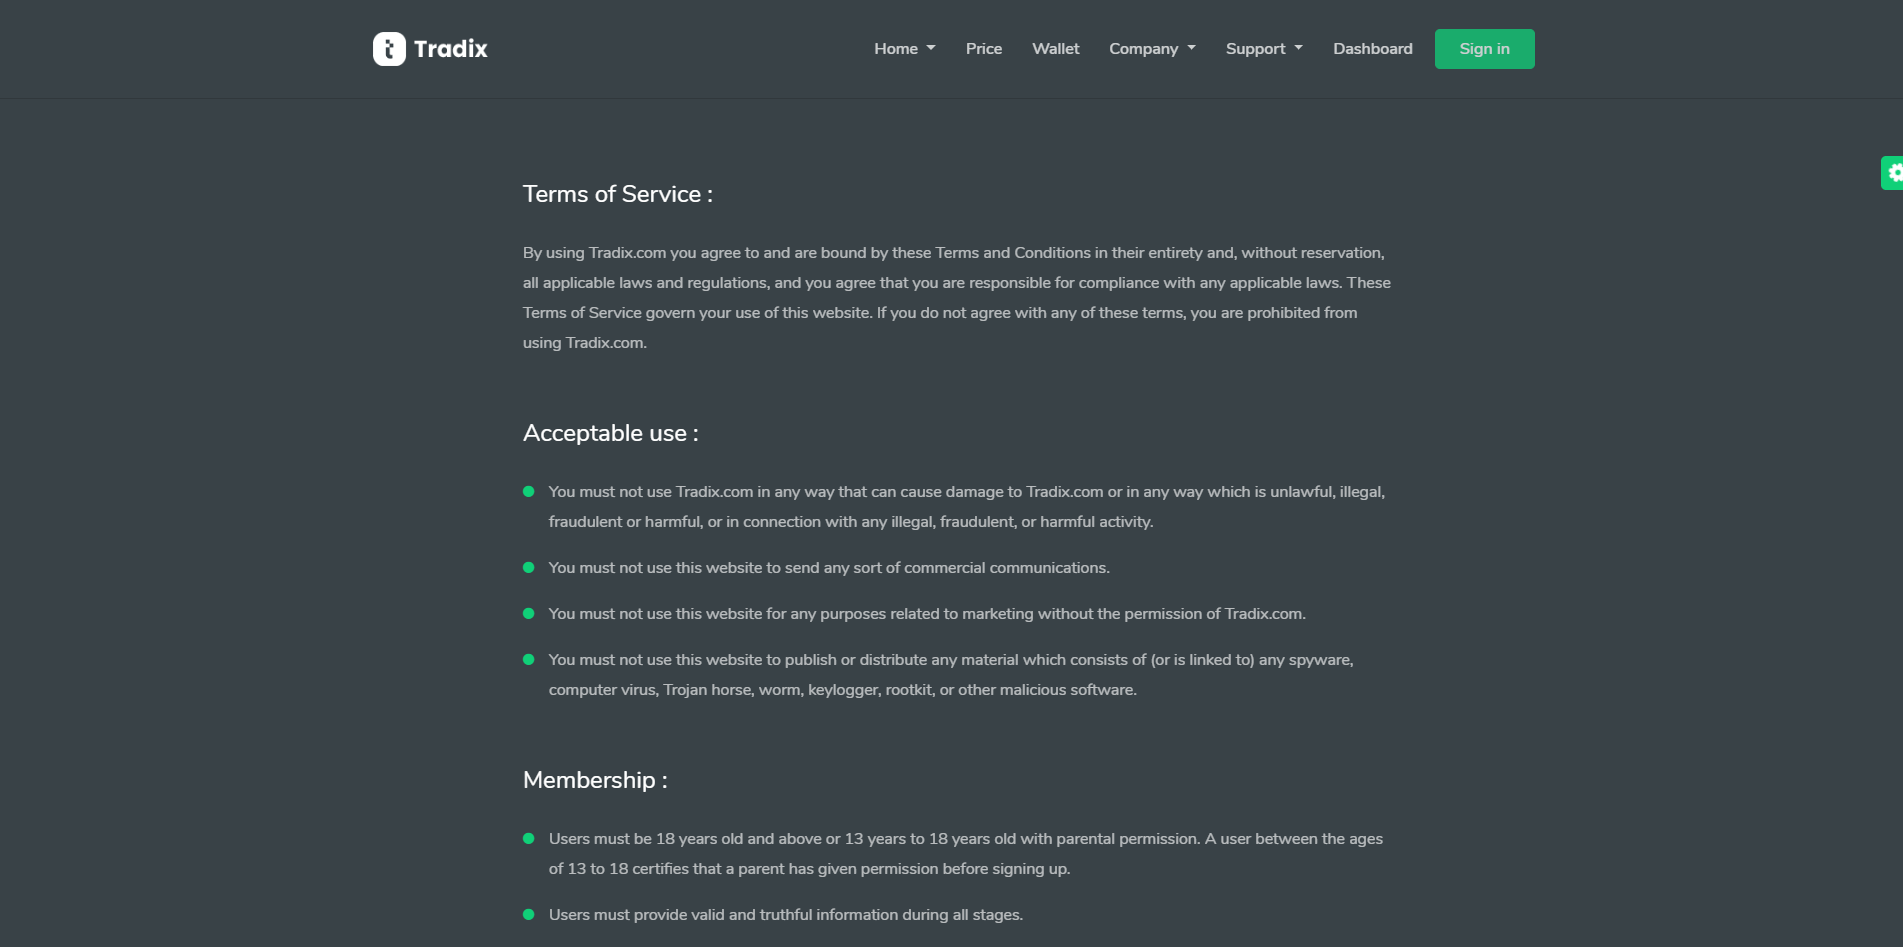 Tradix
Home Price Wallet Company Support Dashboard Sign in
Terms of Service :
By using Tradix.com you agree to and are bound by these Terms and Conditions in their entirety and, without reservation,
all applicable laws and regulations, and you agree that you are responsible for compliance with any applicable laws. These
Terms of Service govern your use of this website. If you do not agree with any of these terms, you are prohibited from
using Tradix.com.
Acceptable use :
You must not use Tradix.com in any way that can cause damage to Tradix.com or in any way which is unlawful, illegal,
fraudulent or harmful, or in connection with any illegal, fraudulent, or harmful activity.
You must not use this website to send any sort of commercial communications.
You must not use this website for any purposes related to marketing without the permission of Tradix.com.
You must not use this website to publish or distribute any material which consists of (or is linked to) any spyware,
computer virus, Trojan horse, worm, keylogger, rootkit, or other malicious software.
Membership :
Users must be 18 years old and above or 13 years to 18 years old with parental permission. A user between the ages
of 13 to 18 certifies that a parent has given permission before signing up.
Users must provide valid and truthful information during all stages.